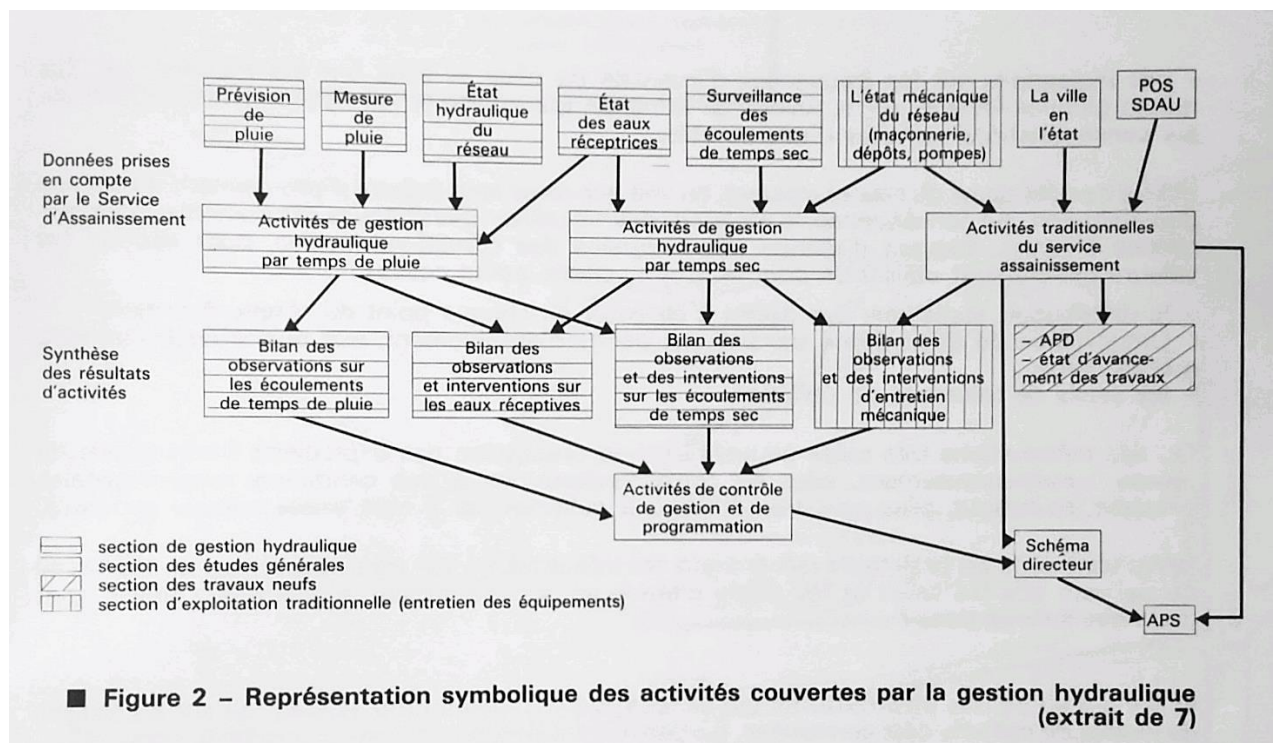 Prévision
de
pluie
Mesure
de
pluie
État
hydraulique
du
réseau
État
des eaux
réceptrices
Surveillance
des
écoulements
de temps sec
L'état mécanique
du réseau
(maçonnerie,
dépôts, pompes)
La ville
en
l'état
POS
SDAU
Données prises
en compte
par le Service
d'Assainissement
Activités de gestion
hydraulique
par temps de pluie
Activités de gestion
hydraulique
par temps sec
Activités traditionnelles
du service
assainissement
Synthèse
des résultats
d'activités
Bilan des
observations sur
les écoulements
de temps de pluie
Bilan des
observations
et interventions sur
les eaux réceptives
Bilan des
observations
et des interventions
sur les écoulements
de temps sec
Bilan des
observations
et des interventions
d'entretien
mécanique
– APD
– état d'avance-
ment des travaux
Activités de contrôle
de gestion et de
programmation
Schéma
directeur
APS
section de gestion hydraulique
section des études générales
section des travaux neufs
section d'exploitation traditionnelle (entretien des équipements)
■ Figure 2 – Représentation symbolique des activités couvertes par la gestion hydraulique
(extrait de 7)